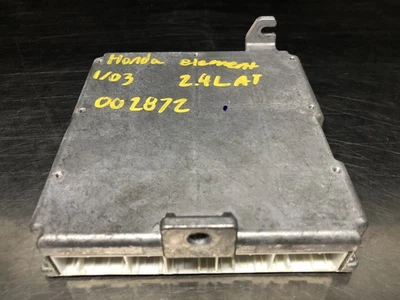 Honda element
1/03 2.4L AT
002872